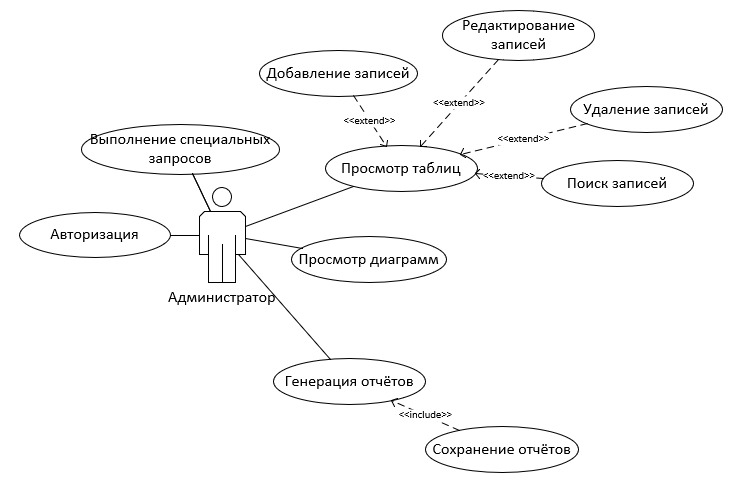 Редактирование
записей
Добавление записей
<<extend>>
<<extend>>
Удаление записей
<<extend>>
Выполнение специальных
запросов
Просмотр таблиц
<<extend>>
Поиск записей
Авторизация
Просмотр диаграмм
Администратор
Генерация отчётов
<<include>>
Сохранение отчётов